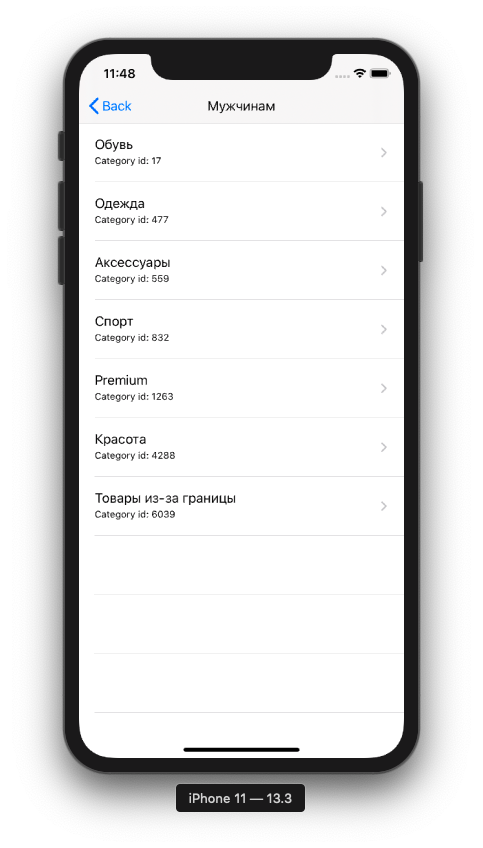 11:48
Back
Мужчинам
Обувь
Category id: 17
Одежда
Category id: 477
Аксессуары
Category id: 559
Спорт
Category id: 832
Premium
Category id: 1263
Красота
Category id: 4288
Товары из-за границы
Category id: 6039
iPhone 11 — 13.3